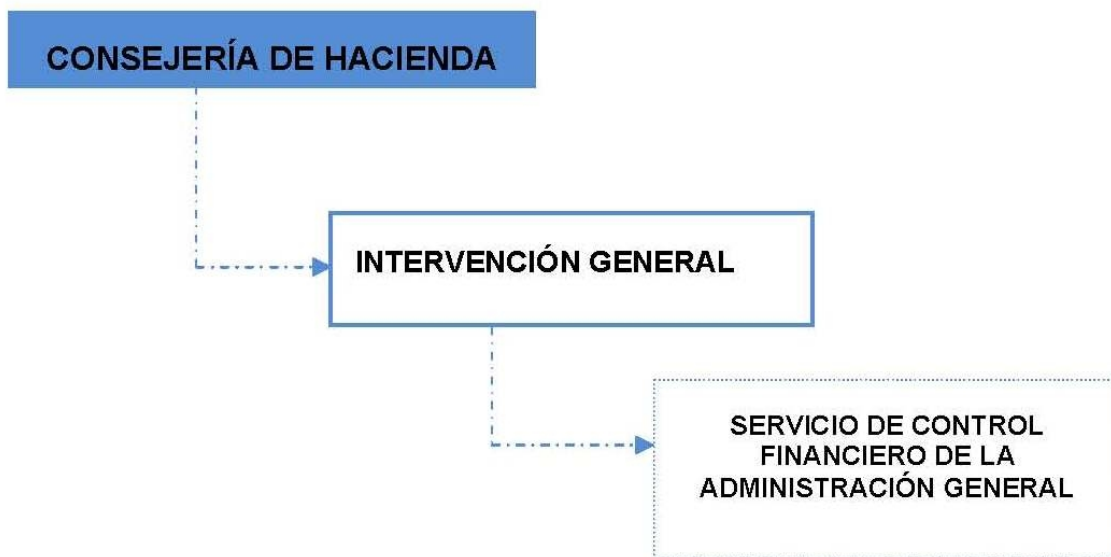 CONSEJERÍA DE HACIENDA
INTERVENCIÓN GENERAL
SERVICIO DE CONTROL
FINANCIERO DE LA
ADMINISTRACIÓN GENERAL